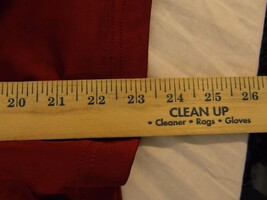 20 21 22 23 24 25 26
CLEAN UP
• Cleaner • Rags • Gloves